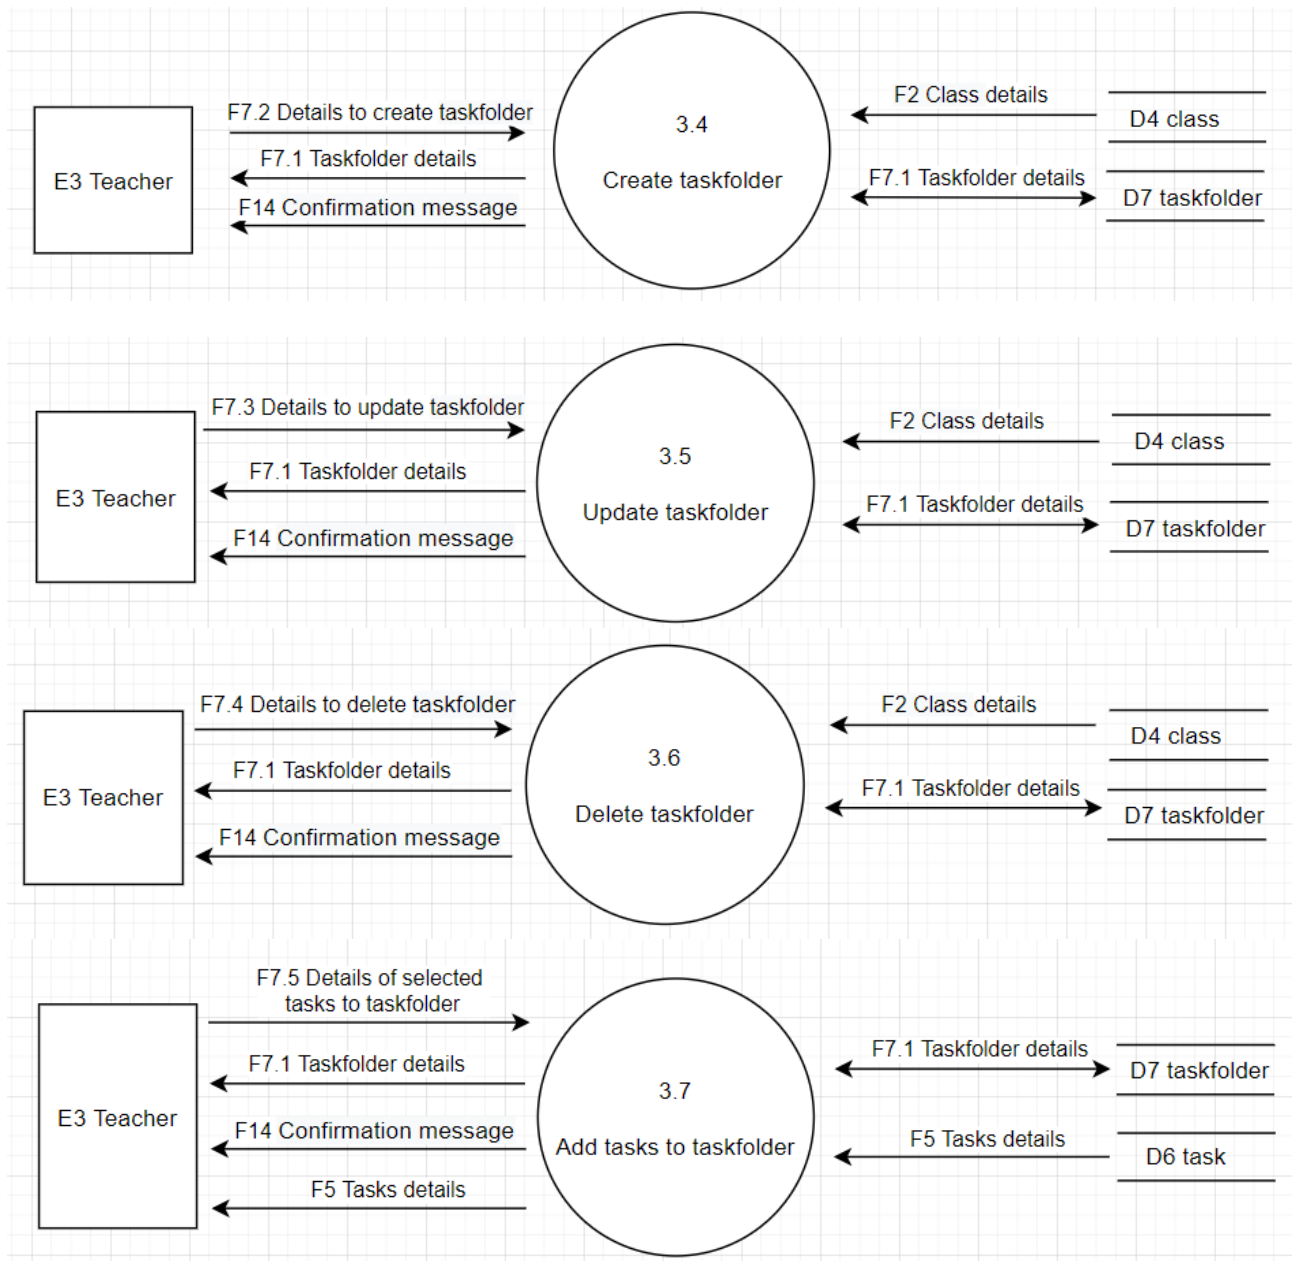 F7.2 Details to create taskfolder
F7.1 Taskfolder details
F14 Confirmation message
E3 Teacher
3.4
Create taskfolder
F2 Class details
D4 class
F7.1 Taskfolder details
D7 taskfolder
F7.3 Details to update taskfolder
F7.1 Taskfolder details
F14 Confirmation message
E3 Teacher
3.5
Update taskfolder
F2 Class details
D4 class
F7.1 Taskfolder details
D7 taskfolder
F7.4 Details to delete taskfolder
F7.1 Taskfolder details
F14 Confirmation message
E3 Teacher
3.6
Delete taskfolder
F2 Class details
D4 class
F7.1 Taskfolder details
D7 taskfolder
F7.5 Details of selected
tasks to taskfolder
F7.1 Taskfolder details
F14 Confirmation message
F5 Tasks details
E3 Teacher
3.7
Add tasks to taskfolder
F7.1 Taskfolder details
D7 taskfolder
F5 Tasks details
D6 task